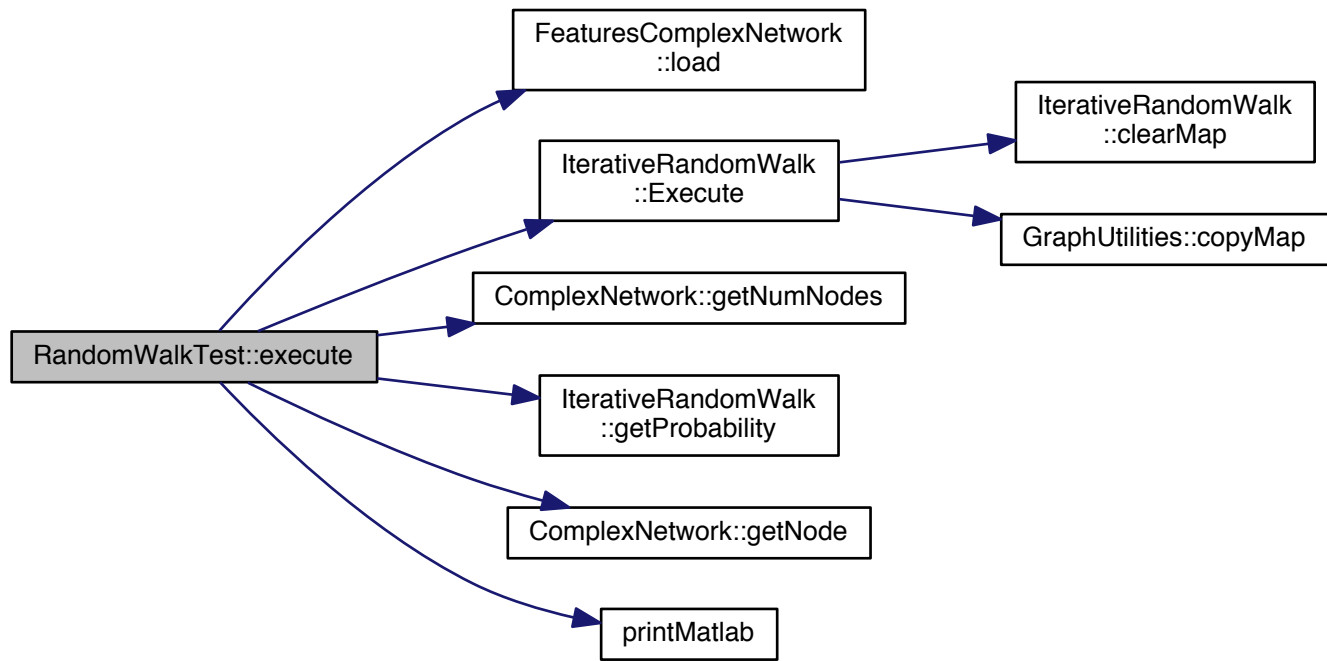 FeaturesComplexNetwork
::load
IterativeRandomWalk
::clearMap
IterativeRandomWalk
::Execute
GraphUtilities::copyMap
ComplexNetwork::getNumNodes
RandomWalkTest::execute
IterativeRandomWalk
::getProbability
ComplexNetwork::getNode
printMatlab